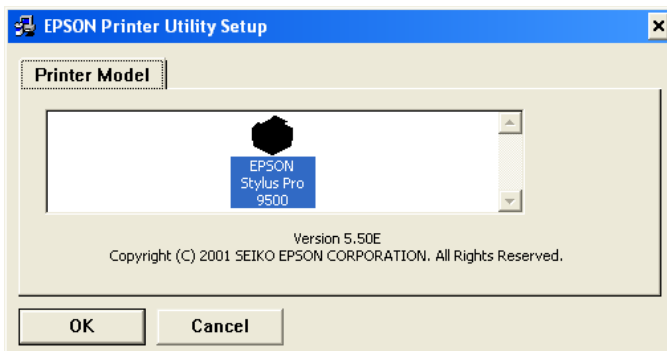 EPSON Printer Utility Setup
Printer Model
EPSON
Stylus Pro
9500
Version 5.50E
Copyright (C) 2001 SEIKO EPSON CORPORATION. All Rights Reserved.
OK Cancel